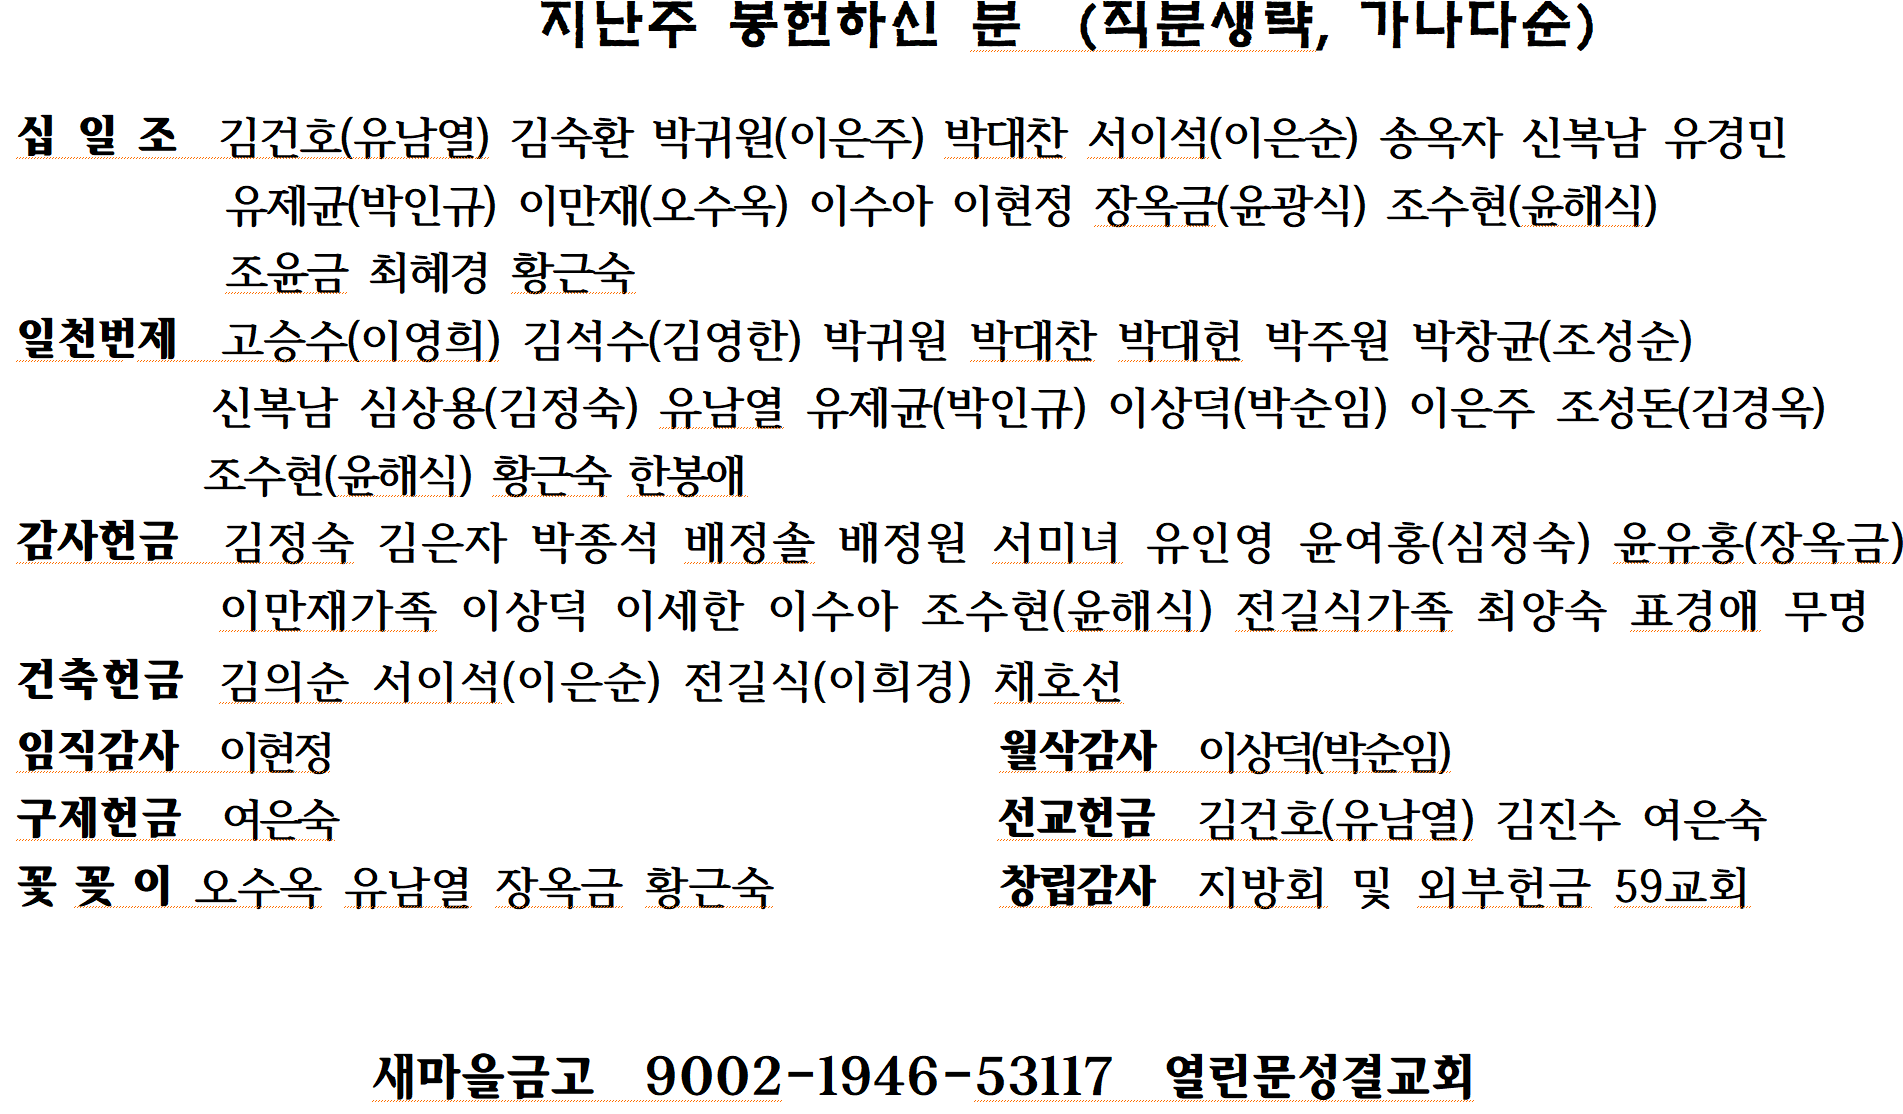 지난주 봉헌하신 분 (직분생략, 가나다순)
십 일 조 김건호(유남열) 김숙환 박귀원(이은주) 박대찬 서이석(이은순) 송옥자 신복남 유경민
유제균(박인규) 이만재(오수옥) 이수아 이현정 장옥금(윤광식) 조수현(윤해식)
조윤금 최혜경 황근숙
일천번제 고승수(이영희) 김석수(김영한) 박귀원 박대찬 박대헌 박주원 박창균(조성순)
신복남 심상용(김정숙) 유남열 유제균(박인규) 이상덕(박순임) 이은주 조성돈(김경옥)
조수현(윤해식) 황근숙 한봉애
감사헌금 김정숙 김은자 박종석 배정솔 배정원 서미녀 유인영 윤여홍(심정숙) 윤유홍(장옥금)
이만재가족 이상덕 이세한 이수아 조수현(윤해식) 전길식가족 최양숙 표경애 무명
건축헌금 김의순 서이석(이은순) 전길식(이희경) 채호선
임직감사 이현정 월삭감사 이상덕(박순임)
구제헌금 여은숙 선교헌금 김건호(유남열) 김진수 여은숙
꽃 꽂 이 오수옥 유남열 장옥금 황근숙 창립감사 지방회 및 외부헌금 59교회
새마을금고 9002-1946-53117 열린문성결교회